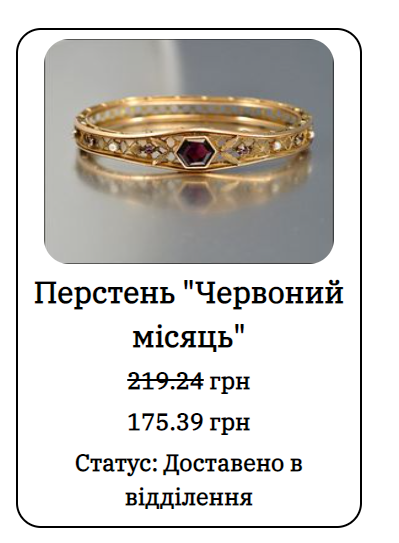 Перстень "Червоний
місяць"
219.24 грн
175.39 грн
Статус: Доставено в
відділення